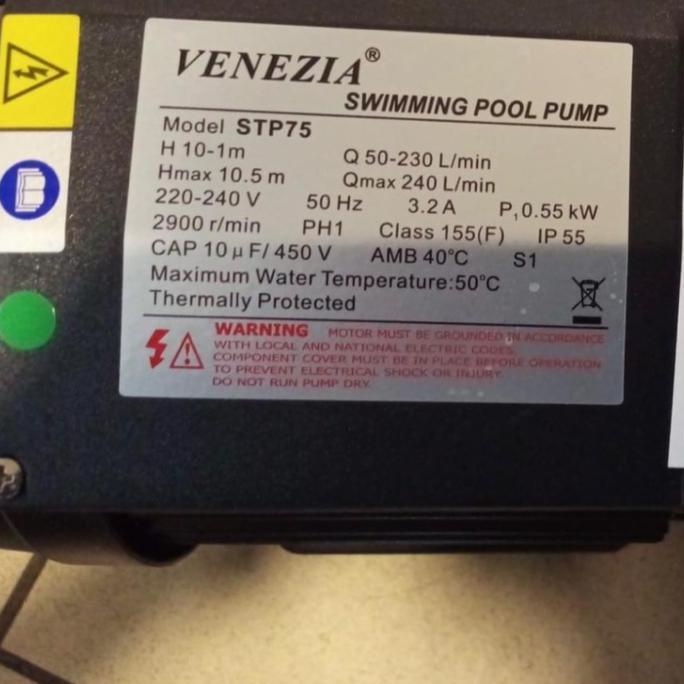 VENEZIA®
SWIMMING POOL PUMP
Model STP75
H 10-1m Q 50-230 L/min
Hmax 10.5 m Qmax 240 L/min
220-240 V 50 Hz 3.2 A P,0.55 kW
2900 r/min PH1 Class 155(F) IP 55
CAP 10 µ F/ 450 V AMB 40°C S1
Maximum Water Temperature:50°C
Thermally Protected
WARNING MOTOR MUST BE GROUNDED IN ACCORDANCE
WITH LOCAL AND NATIONAL ELECTRIC CODES.
COMPONENT COVER MUST BE IN PLACE BEFORE OPERATION
TO PREVENT ELECTRICAL SHOCK OR INJURY.
DO NOT RUN PUMP DRY.